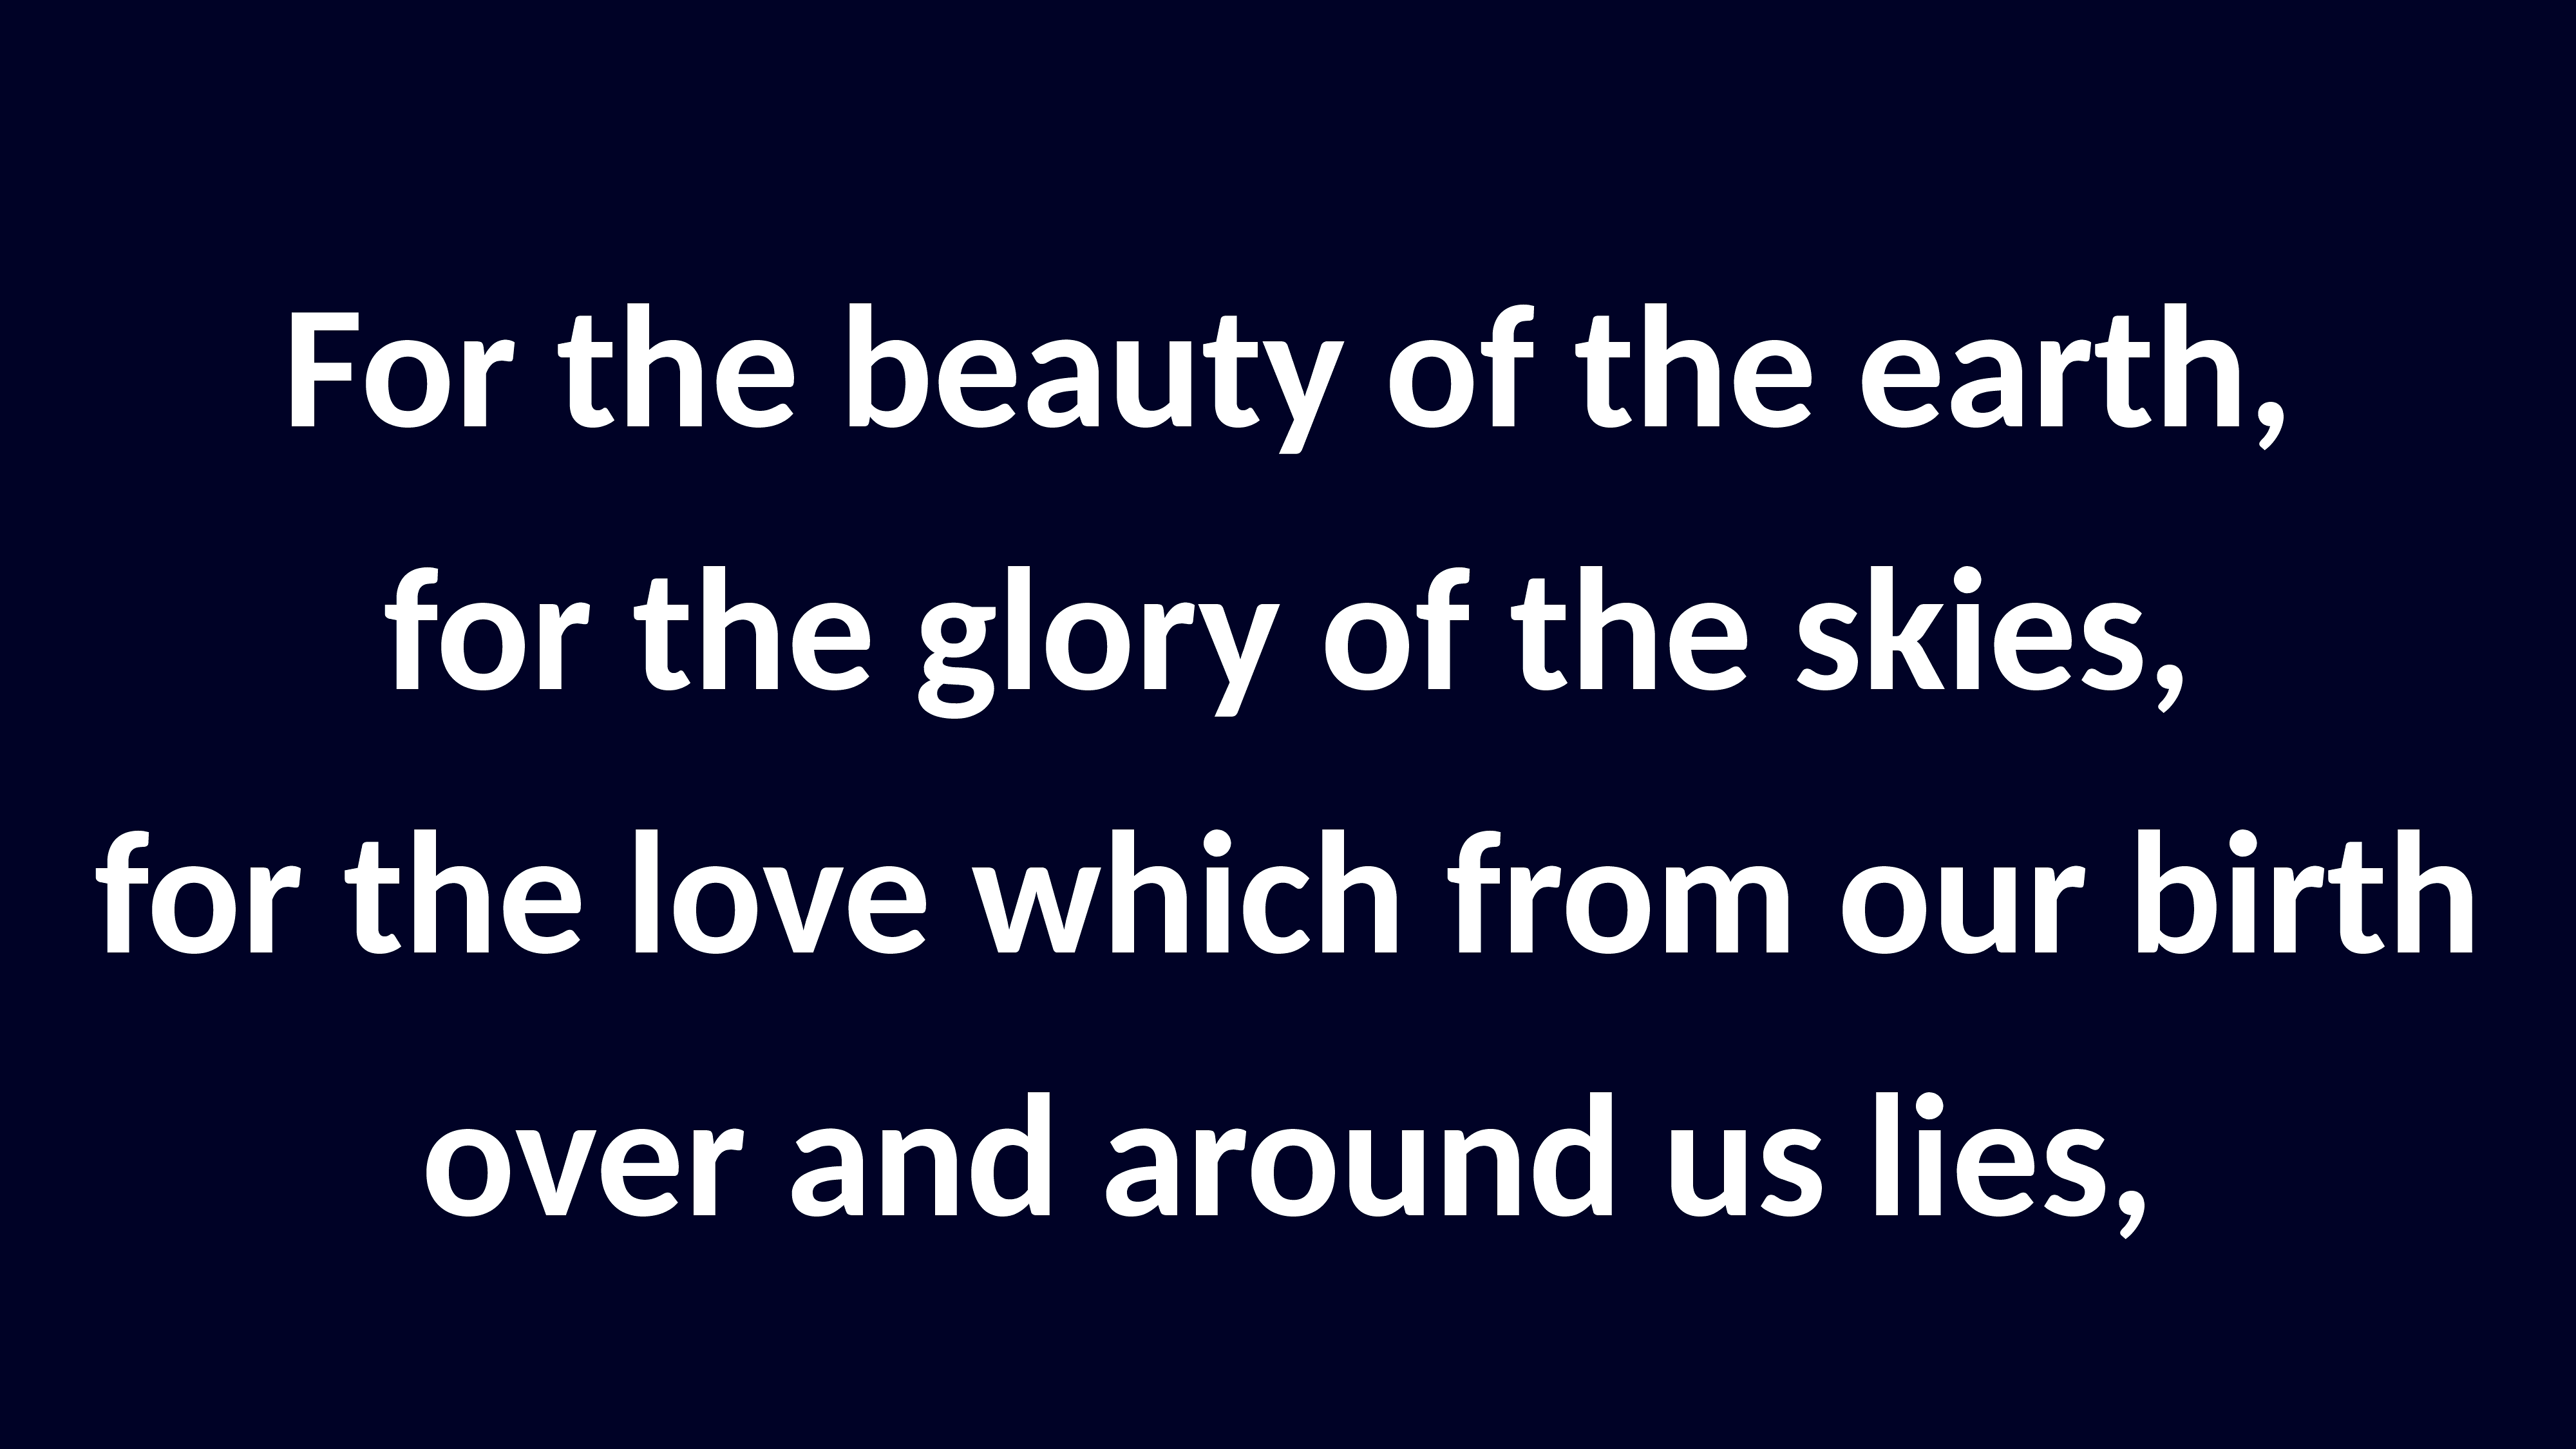 For the beauty of the earth,
for the glory of the skies,
for the love which from our birth
over and around us lies,